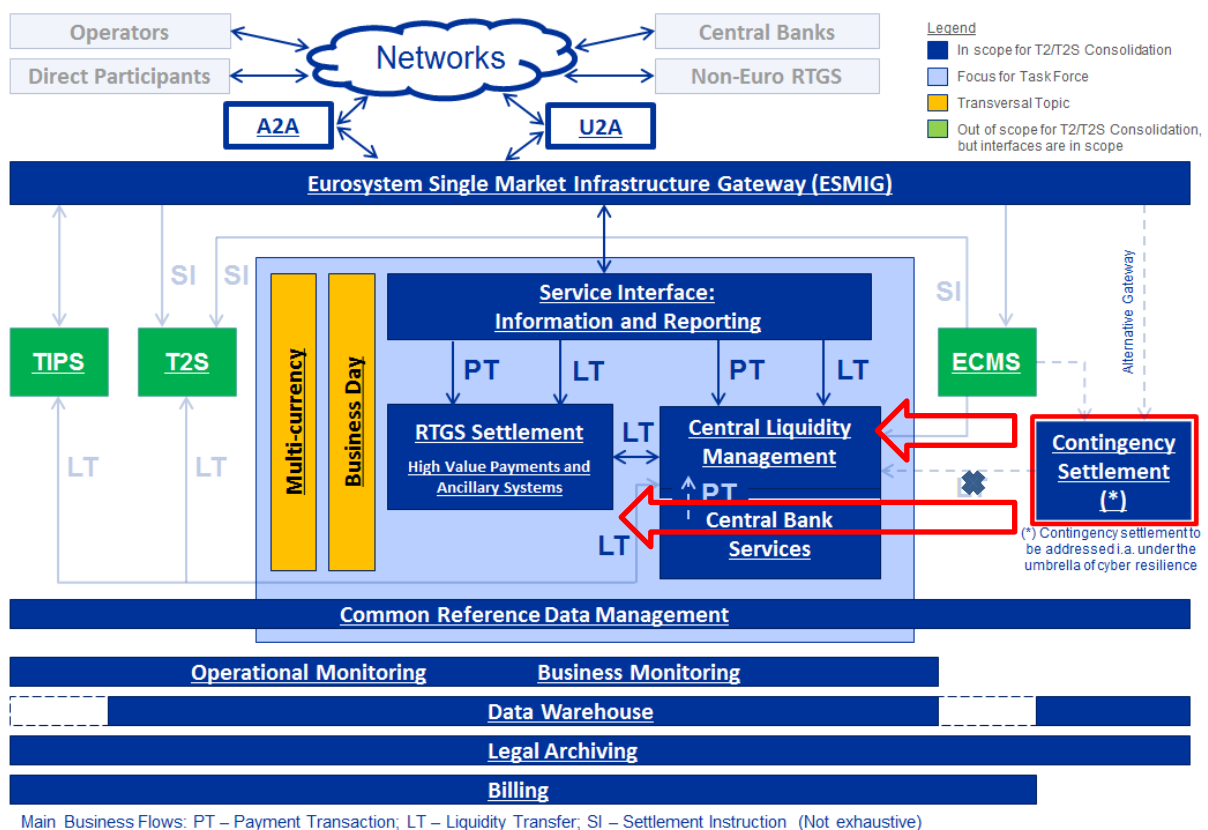 Operators
Direct Participants
Networks
Central Banks
Non-Euro RTGS
Legend
In scope for T2/T2S Consolidation
Focus for Task Force
Transversal Topic
Out of scope for T2/T2S Consolidation,
but interfaces are in scope
A2A
U2A
Eurosystem Single Market Infrastructure Gateway (ESMIG)
SI
SI
SI
Alternative Gateway
Service Interface:
Information and Reporting
TIPS
T2S
Multi-currency
Business Day
PT
LT
PT
LT
ECMS
RTGS Settlement
High Value Payments and
Ancillary Systems
LT
Central Liquidity
Management
PT
Central Bank
Services
Contingency
Settlement
(*)
LT
LT
LT
(*) Contingency settlement to
be addressed i.a. under the
umbrella of cyber resilience
Common Reference Data Management
Operational Monitoring
Business Monitoring
Data Warehouse
Legal Archiving
Billing
Main Business Flows: PT – Payment Transaction; LT – Liquidity Transfer; SI – Settlement Instruction (Not exhaustive)